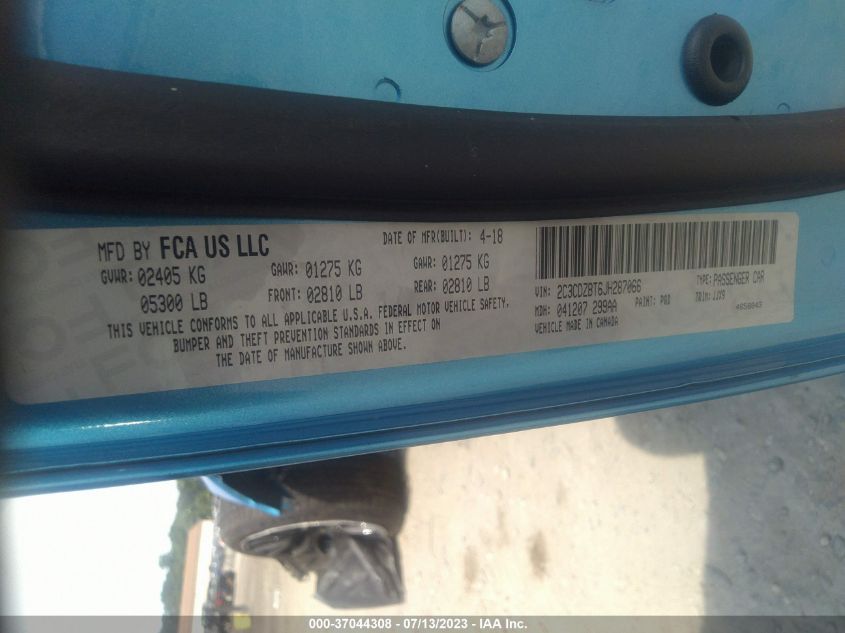 MFD BY FCA US LLC
DATE OF MFR(BUILT): 4-18
GVWR: 02405 KG
GAWR: 01275 KG
GAWR: 01275 KG
05300 LB
FRONT: 02810 LB
REAR: 02810 LB
THIS VEHICLE CONFORMS TO ALL APPLICABLE U.S.A. FEDERAL MOTOR VEHICLE SAFETY,
BUMPER AND THEFT PREVENTION STANDARDS IN EFFECT ON
THE DATE OF MANUFACTURE SHOWN ABOVE.
VIN: 2C3CDZBT6JH287066
TYPE: PASSENGER CAR
MDH: 041207 299AA
PAINT: PQD
TRIM: JJX9
VEHICLE MADE IN CANADA
000-37044308 - 07/13/2023 - IAA Inc.